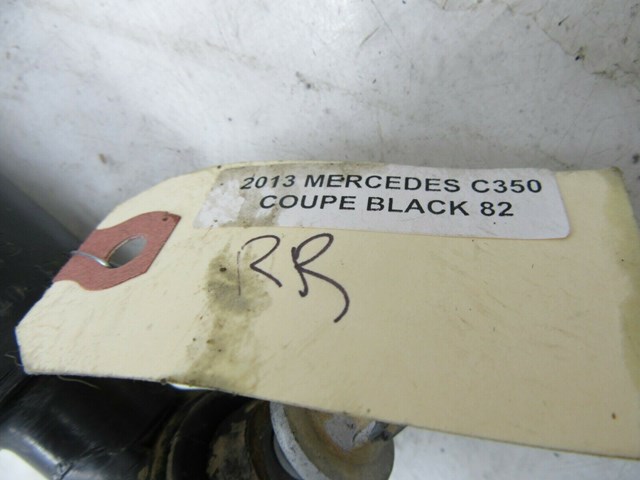 2013 MERCEDES C350
COUPE BLACK 82
RR